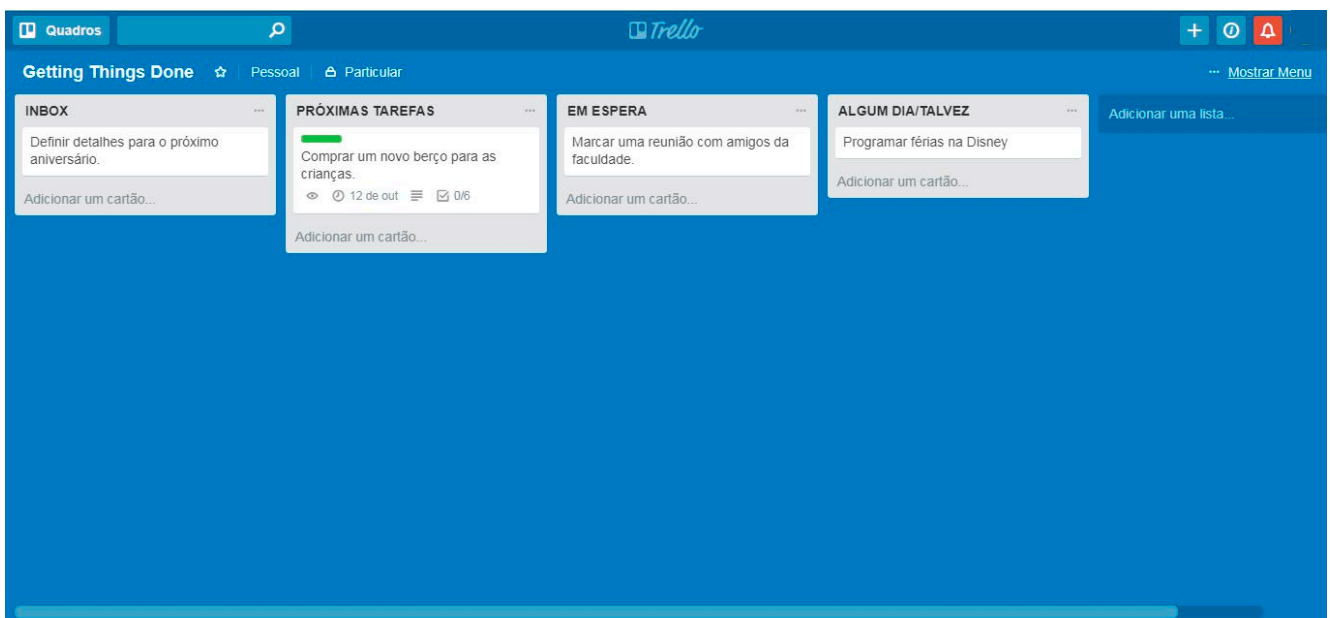 Quadros
Trello
Getting Things Done
Pessoal
Particular
... Mostrar Menu
INBOX ...
Definir detalhes para o próximo
aniversário.
Adicionar um cartão...
PRÓXIMAS TAREFAS ...
Comprar um novo berço para as
crianças.
12 de out
0/6
Adicionar um cartão...
EM ESPERA ...
Marcar uma reunião com amigos da
faculdade.
Adicionar um cartão...
ALGUM DIA/TALVEZ ...
Programar férias na Disney
Adicionar um cartão...
Adicionar uma lista...